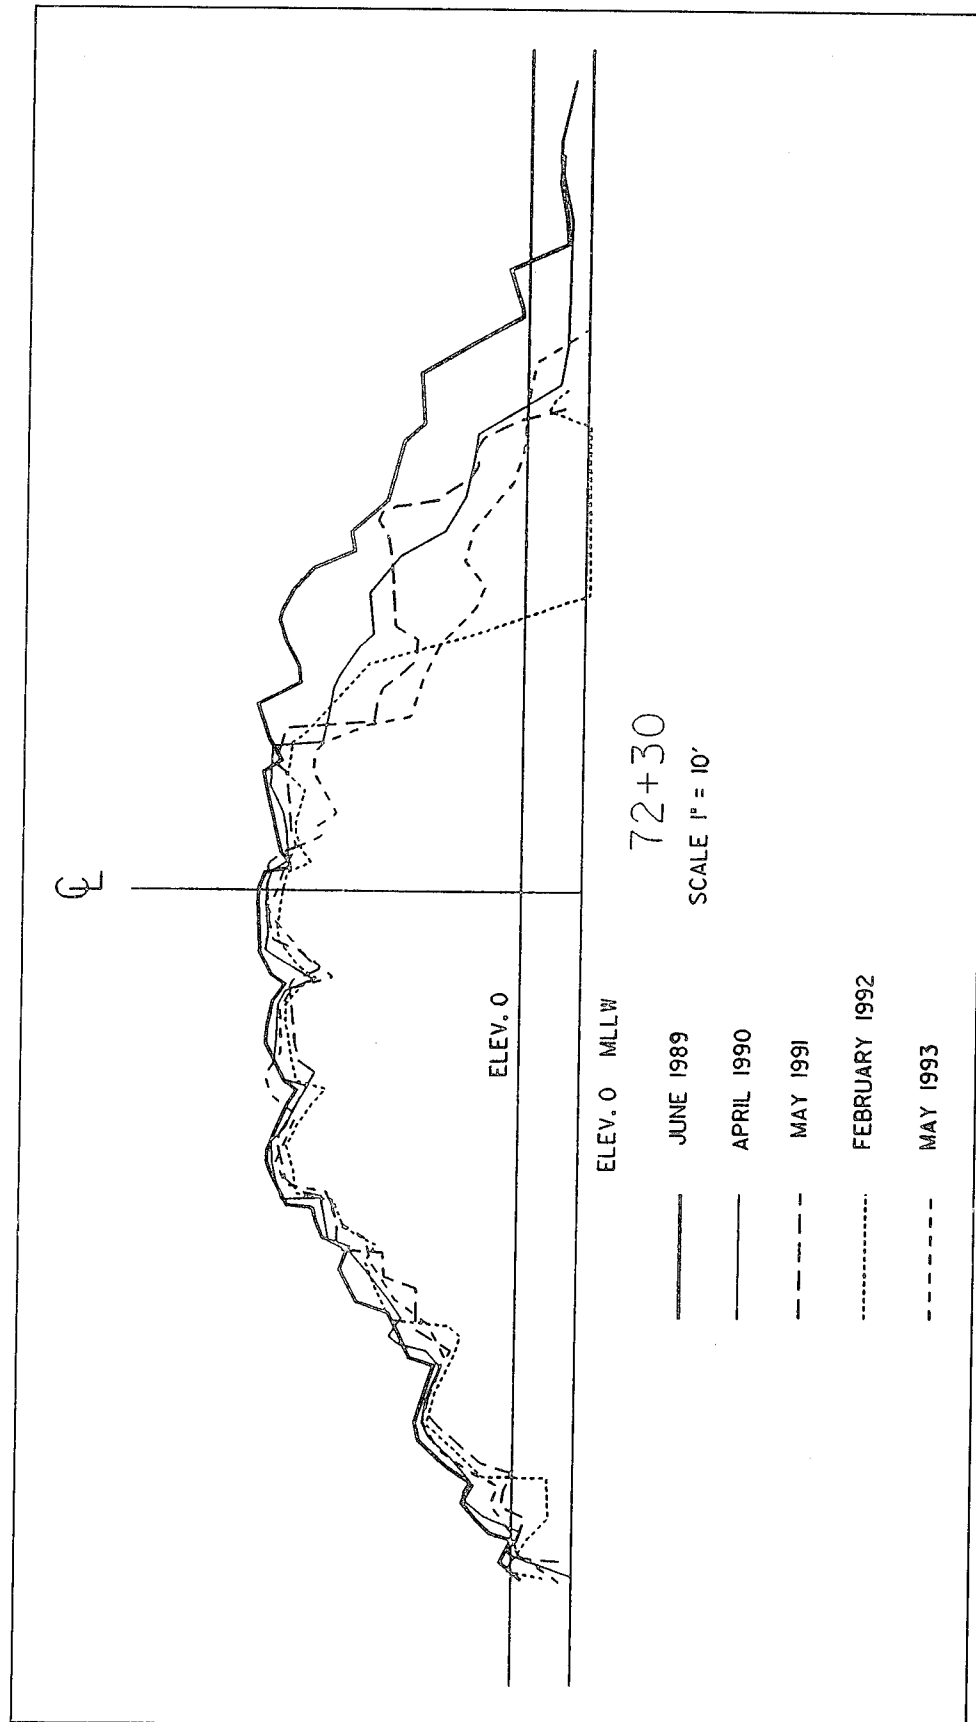 ℄
ELEV. 0
ELEV. 0 MLLW
72+30
SCALE 1" = 10'
JUNE 1989
APRIL 1990
MAY 1991
FEBRUARY 1992
MAY 1993